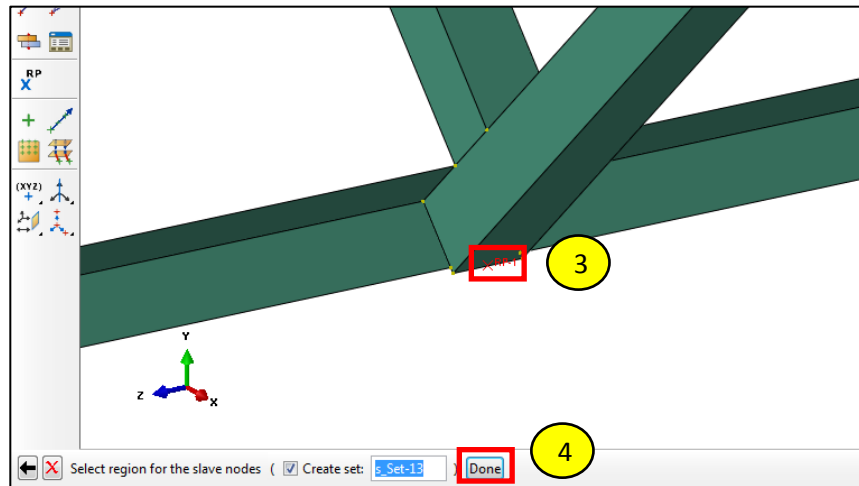 RP
(XYZ)
RP-1
3
Y
Z
X
4
Select region for the slave nodes ( Create set: s_Set-13 ) Done